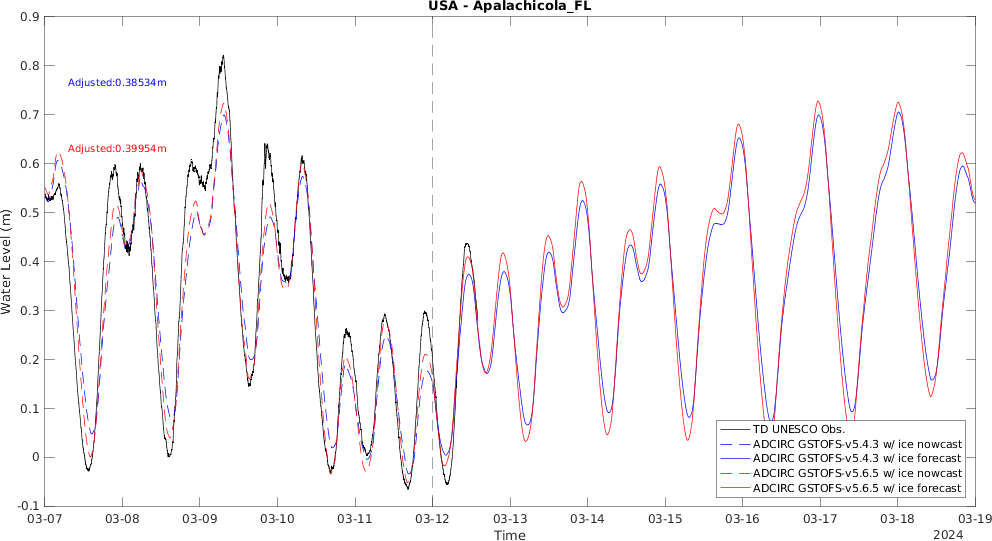 USA - Apalachicola_FL
0.9
0.8
0.7
0.6
0.5
0.4
0.3
0.2
0.1
0
-0.1
Water Level (m)
Adjusted:0.38534m
Adjusted:0.39954m
TD UNESCO Obs.
ADCIRC GSTOFS-v5.4.3 w/ ice nowcast
ADCIRC GSTOFS-v5.4.3 w/ ice forecast
ADCIRC GSTOFS-v5.6.5 w/ ice nowcast
ADCIRC GSTOFS-v5.6.5 w/ ice forecast
03-07 03-08 03-09 03-10 03-11 03-12 03-13 03-14 03-15 03-16 03-17 03-18 03-19
Time
2024